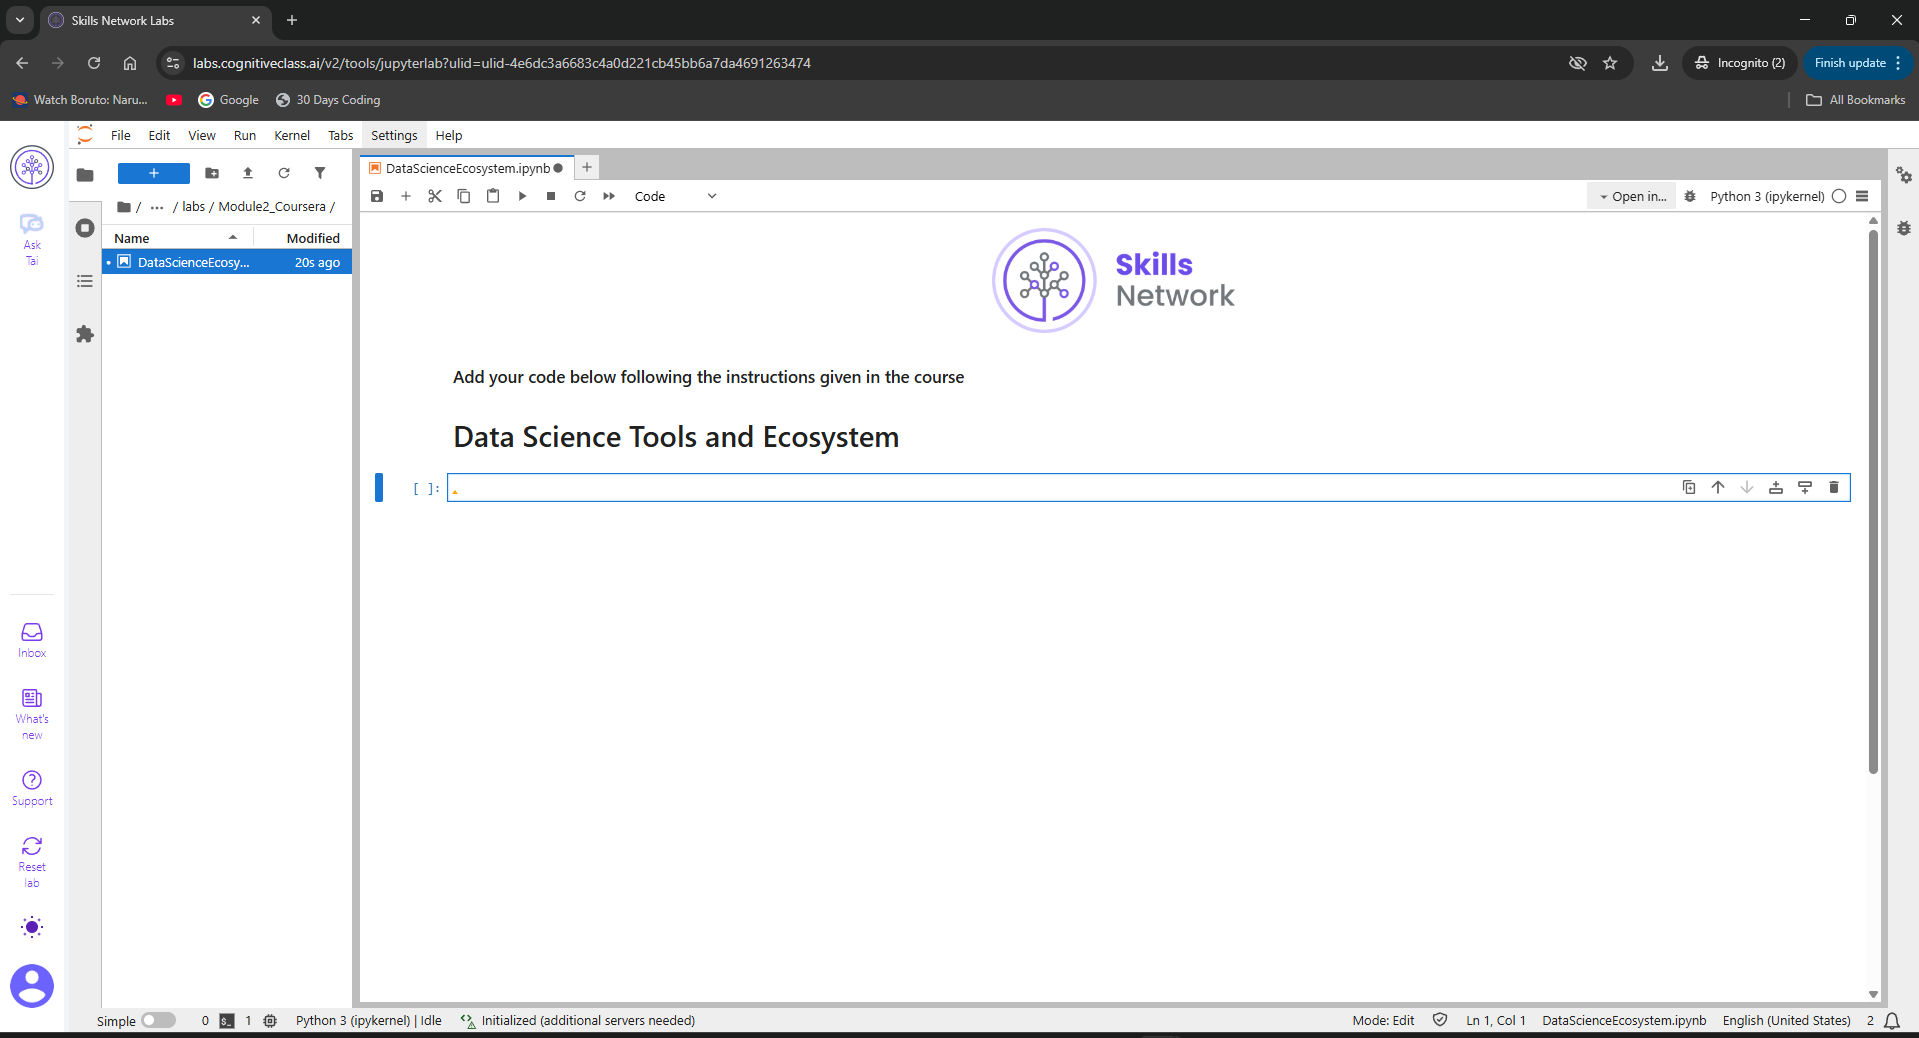 Skills Network Labs
labs.cognitiveclass.ai/v2/tools/jupyterlab?ulid=ulid-4e6dc3a6683c4a0d221cb45bb6a7da4691263474
Incognito (2)
Finish update
Watch Boruto: Naru...
Google
30 Days Coding
All Bookmarks
File Edit View Run Kernel Tabs Settings Help
DataScienceEcosystem.ipynb
Code
Open in...
Python 3 (ipykernel)
/ ... / labs / Module2_Coursera /
Name Modified
DataScienceEcosy... 20s ago
Ask
Tai
Skills
Network
Add your code below following the instructions given in the course
Data Science Tools and Ecosystem
[ ]:
Inbox
What's
new
Support
Reset
lab
Simple 0 $_ 1 Python 3 (ipykernel) | Idle Initialized (additional servers needed) Mode: Edit Ln 1, Col 1 DataScienceEcosystem.ipynb English (United States) 2